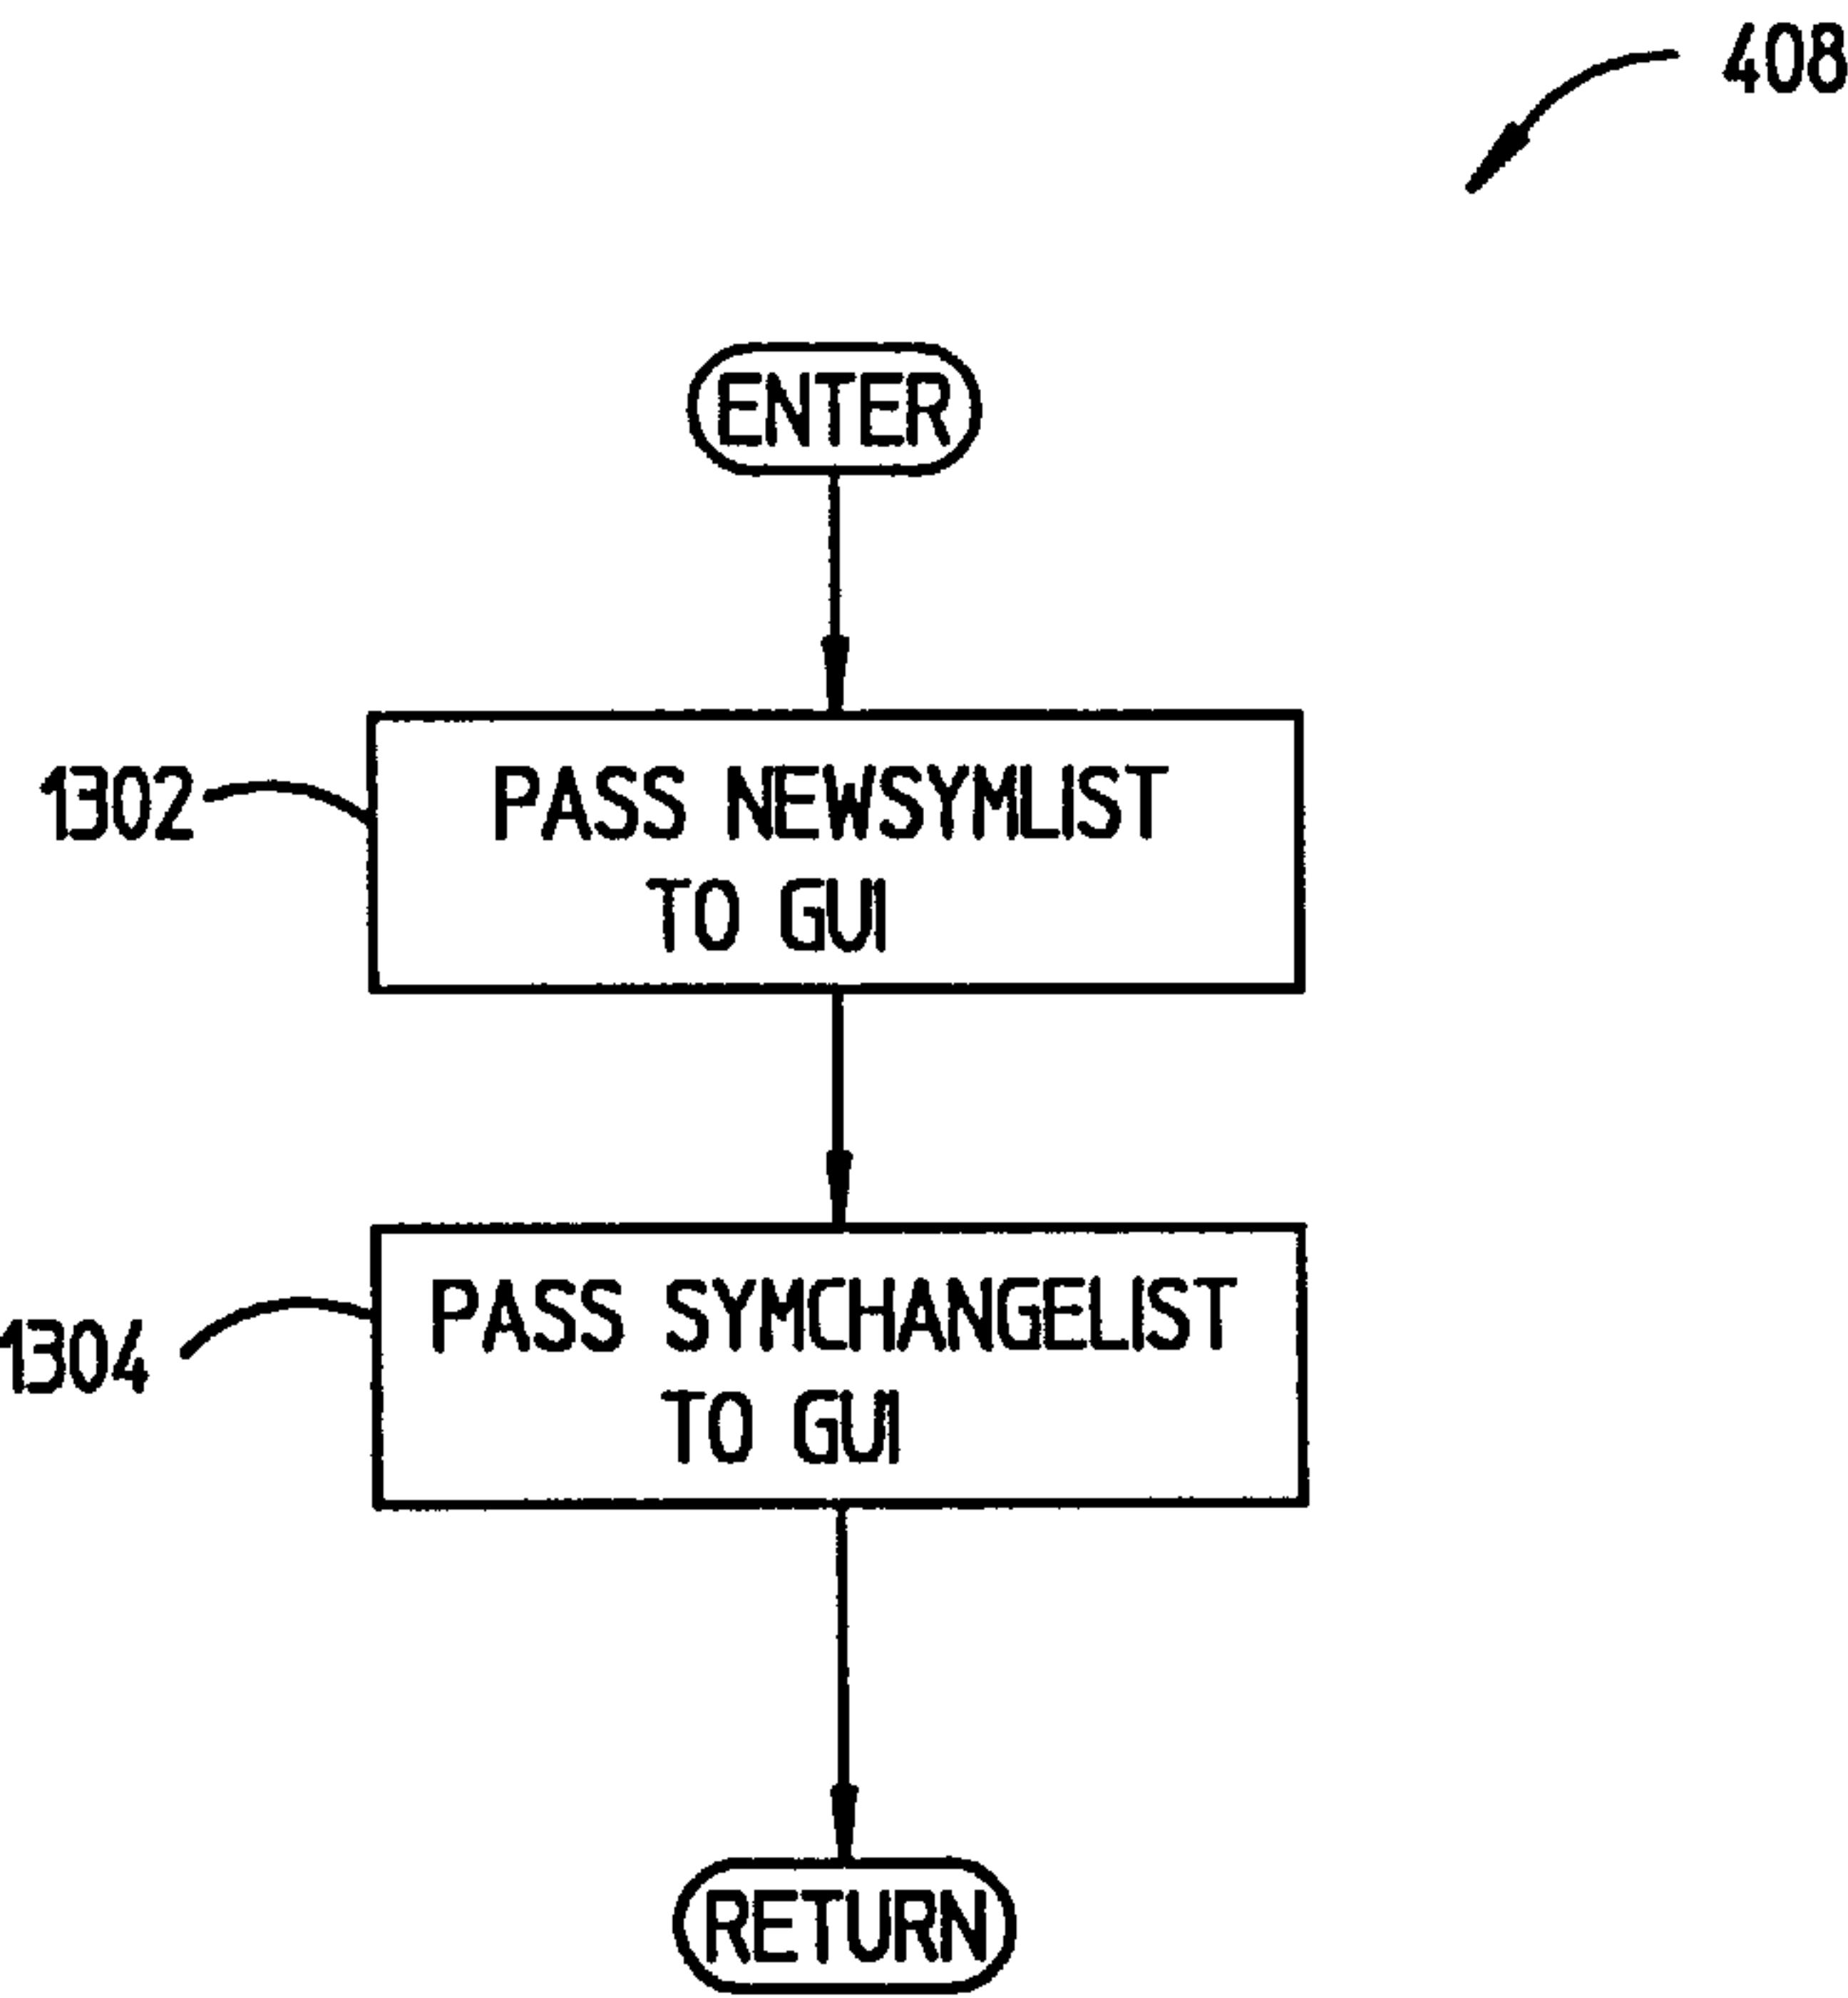 408
ENTER
1302
PASS NEWSYMLIST
TO GUI
1304
PASS SYMCHANGELIST
TO GUI
RETURN